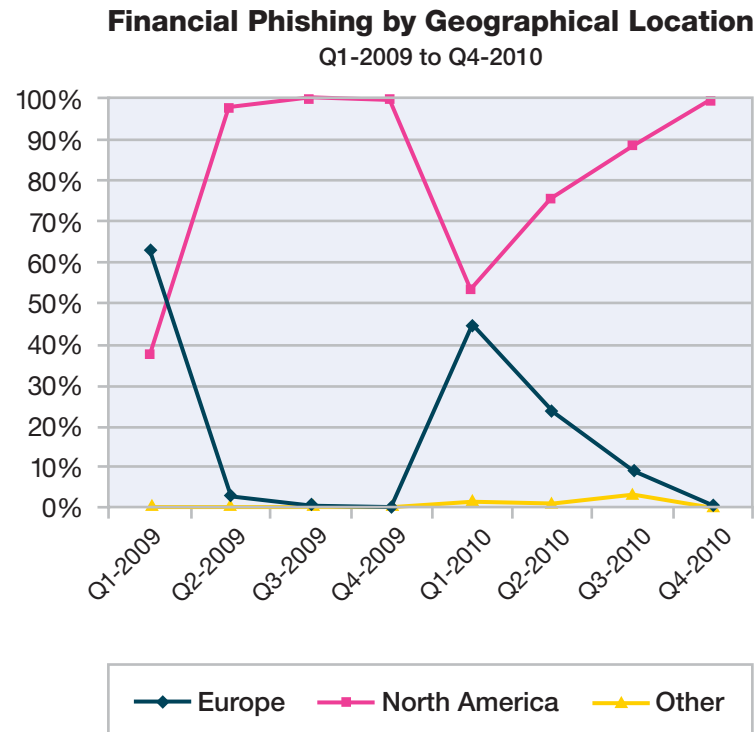 Financial Phishing by Geographical Location
Q1-2009 to Q4-2010
100%
90%
80%
70%
60%
50%
40%
30%
20%
10%
0%
Q1-2009 Q2-2009 Q3-2009 Q4-2009 Q1-2010 Q2-2010 Q3-2010 Q4-2010
Europe North America Other